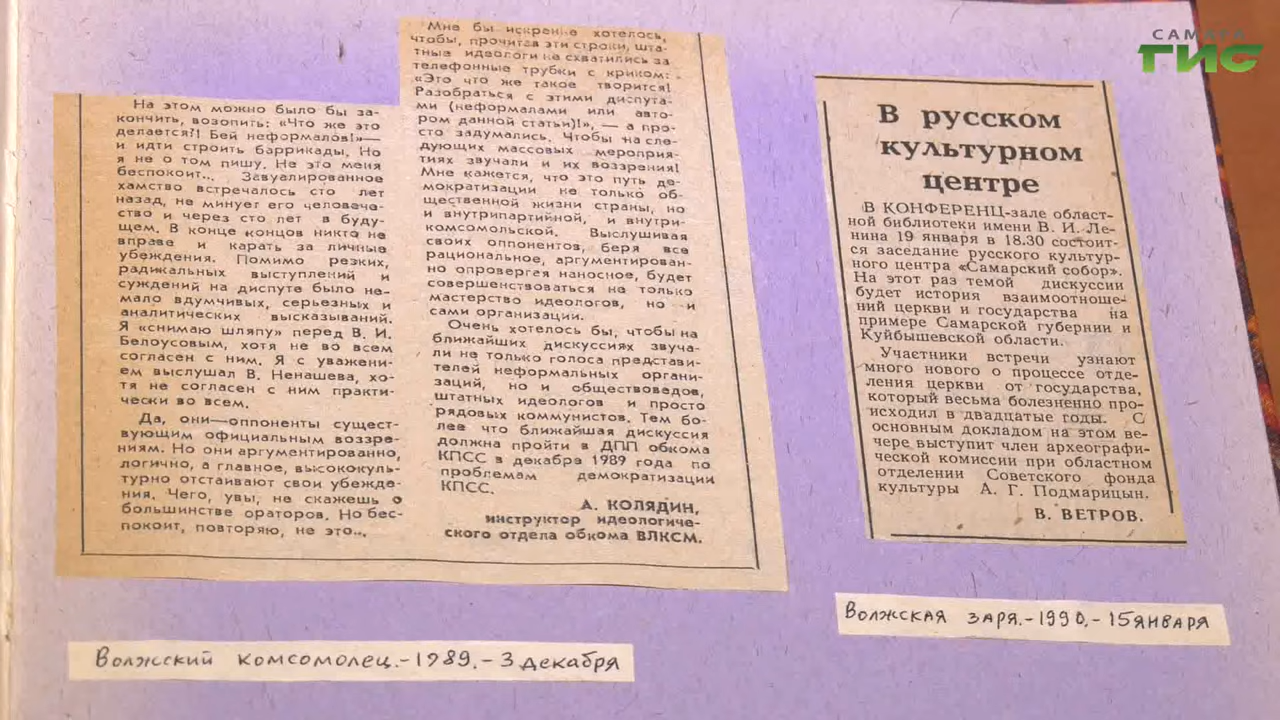 На этом можно было бы за-
кончить, возопить: «Что же это
делается?! Бей неформалов!»—
и идти строить баррикады. Но
я не о том пишу. Не это меня
беспокоит... Завуалированное
хамство встречалось сто лет
назад, не минует его человече-
ство и через сто лет в буду-
щем. В конце концов никто не
вправе и карать за личные
убеждения. Помимо резких,
радикальных выступлений и
суждений на диспуте было не-
мало вдумчивых, серьезных и
аналитических высказываний.
Я «снимаю шляпу» перед В. И.
Белоусовым, хотя не во всем
согласен с ним. Я с уважени-
ем выслушал В. Ненашева, хо-
тя не согласен с ним практи-
чески во всем.
Да, они—оппоненты сущест-
вующим официальным воззре-
ниям. Но они аргументированно,
логично, а главное, высококуль-
турно отстаивают свои убежде-
ния. Чего, увы, не скажешь о
большинстве ораторов. Но бес-
покоит, повторяю, не это...
Мне бы искренне хотелось,
чтобы, прочитав эти строки, шта-
тные идеологи не схватились за
телефонные трубки с криком:
«Это что же такое творится!
Разобраться с этими диспута-
ми (неформалами или авто-
ром данной статьи)!», — а про-
сто задумались. Чтобы на сле-
дующих массовых мероприя-
тиях звучали и их воззрения!
Мне кажется, что это путь де-
мократизации не только об-
щественной жизни страны, но
и внутрипартийной, и внутри-
комсомольской. Выслушивая
своих оппонентов, беря все
рациональное, аргументирован-
но опровергая наносное, будет
совершенствоваться не только
мастерство идеологов, но и
сами организации.
Очень хотелось бы, чтобы на
ближайших дискуссиях звуча-
ли не только голоса представи-
телей неформальных органи-
заций, но и обществоведов,
штатных идеологов и просто
рядовых коммунистов. Тем бо-
лее что ближайшая дискуссия
должна пройти в ДПП обкома
КПСС в декабре 1989 года по
проблемам демократизации
КПСС.
А. КОЛЯДИН,
инструктор идеологиче-
ского отдела обкома ВЛКСМ.
Волжский комсомолец.-1989.-3 декабря
САМАРА
ГИС
В русском
культурном
центре
В КОНФЕРЕНЦ-зале област-
ной библиотеки имени В. И. Ле-
нина 19 января в 18.30 состоит-
ся заседание русского культур-
ного центра «Самарский собор».
На этот раз темой дискуссии
будет история взаимоотноше-
ний церкви и государства на
примере Самарской губернии и
Куйбышевской области.
Участники встречи узнают
много нового о процессе отде-
ления церкви от государства,
который весьма болезненно про-
исходил в двадцатые годы. С
основным докладом на этом ве-
чере выступит член археографи-
ческой комиссии при областном
отделении Советского фонда
культуры А. Г. Подмарицын.
В. ВЕТРОВ.
Волжская заря.-1990.-15 января